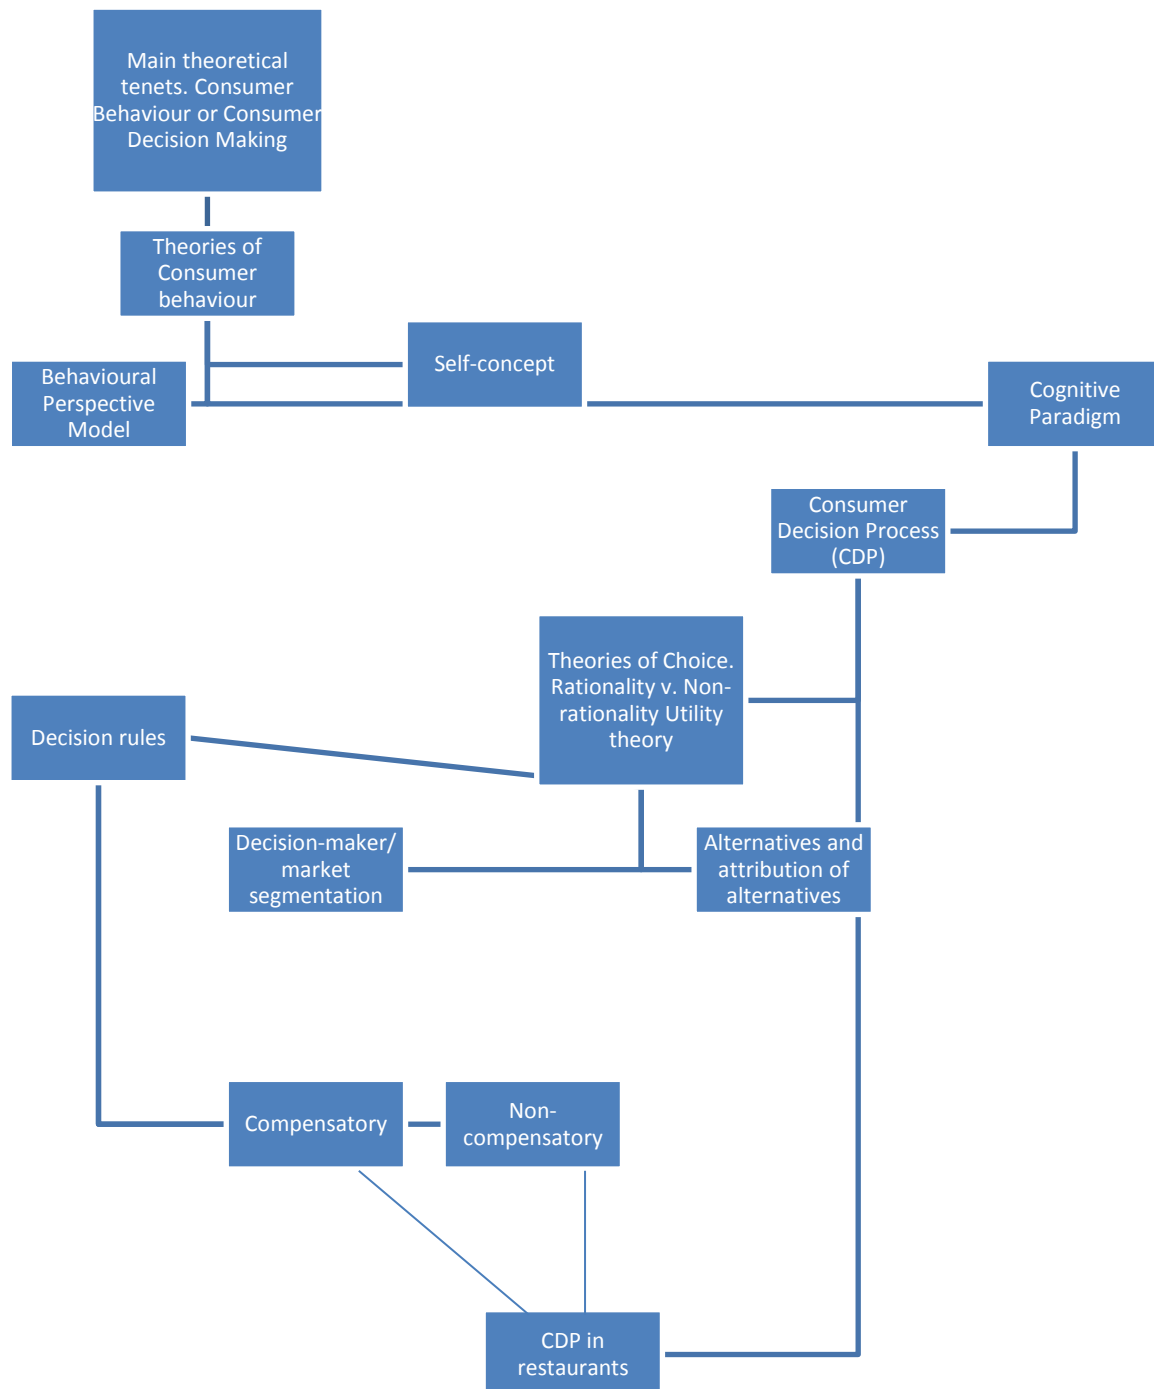 Main theoretical
tenets. Consumer
Behaviour or Consumer
Decision Making
Theories of
Consumer
behaviour
Self-concept
Behavioural
Perspective
Model
Cognitive
Paradigm
Consumer
Decision Process
(CDP)
Theories of Choice.
Rationality v. Non-
rationality Utility
theory
Decision rules
Decision-maker/
market
segmentation
Alternatives and
attribution of
alternatives
Compensatory
Non-
compensatory
CDP in
restaurants